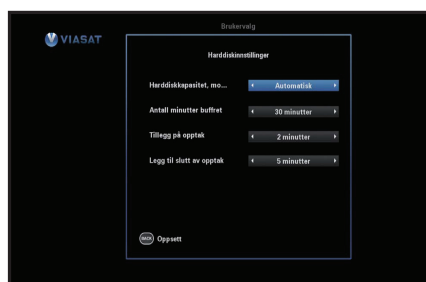 Brukervalg
VIASAT
Harddiskinnstillinger
Harddiskkapasitet, mo... Automatisk
Antall minutter buffret 30 minutter
Tillegg på opptak 2 minutter
Legg til slutt av opptak 5 minutter
BACK Oppsett